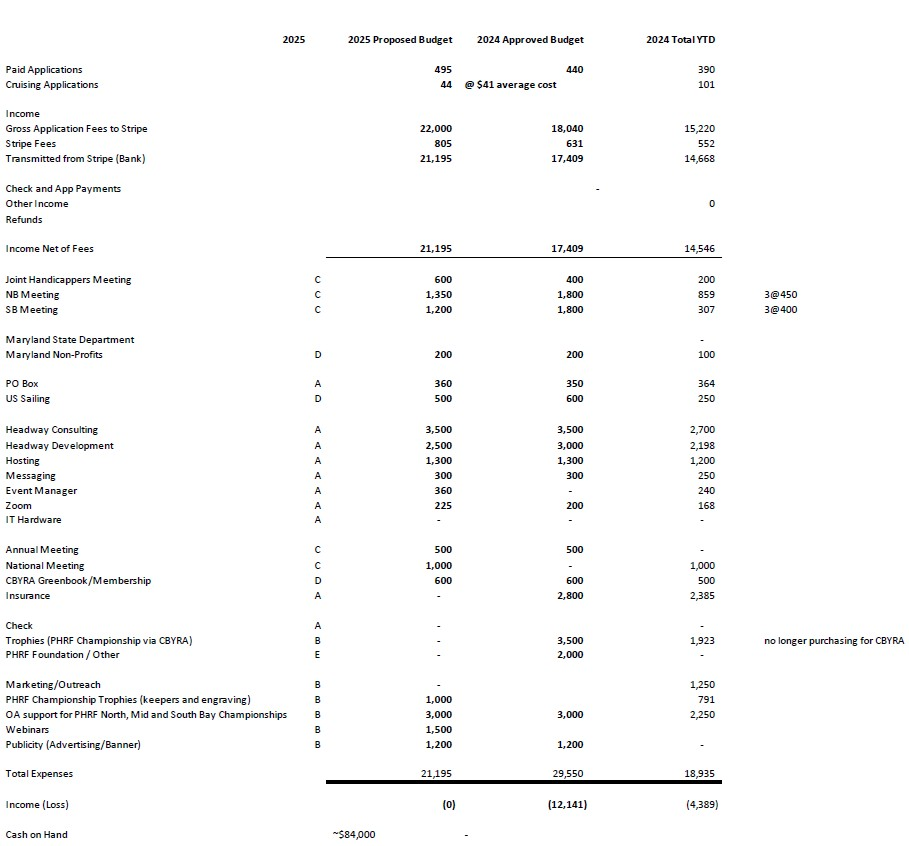 2025 2025 Proposed Budget 2024 Approved Budget 2024 Total YTD
Paid Applications 495 440 390
Cruising Applications 44 @ $41 average cost 101
Income
Gross Application Fees to Stripe 22,000 18,040 15,220
Stripe Fees 805 631 552
Transmitted from Stripe (Bank) 21,195 17,409 14,668
Check and App Payments -
Other Income 0
Refunds
Income Net of Fees 21,195 17,409 14,546
Joint Handicappers Meeting C 600 400 200
NB Meeting C 1,350 1,800 859 3@450
SB Meeting C 1,200 1,800 307 3@400
Maryland State Department -
Maryland Non-Profits D 200 200 100
PO Box A 360 350 364
US Sailing D 500 600 250
Headway Consulting A 3,500 3,500 2,700
Headway Development A 2,500 3,000 2,198
Hosting A 1,300 1,300 1,200
Messaging A 300 300 250
Event Manager A 360 - 240
Zoom A 225 200 168
IT Hardware A - - -
Annual Meeting C 500 500 -
National Meeting C 1,000 - 1,000
CBYRA Greenbook/Membership D 600 600 500
Insurance A - 2,800 2,385
Check A - -
Trophies (PHRF Championship via CBYRA) B - 3,500 1,923 no longer purchasing for CBYRA
PHRF Foundation / Other E - 2,000 -
Marketing/Outreach B - 1,250
PHRF Championship Trophies (keepers and engraving) B 1,000 791
OA support for PHRF North, Mid and South Bay Championships B 3,000 3,000 2,250
Webinars B 1,500
Publicity (Advertising/Banner) B 1,200 1,200 -
Total Expenses 21,195 29,550 18,935
Income (Loss) (0) (12,141) (4,389)
Cash on Hand ~$84,000 -